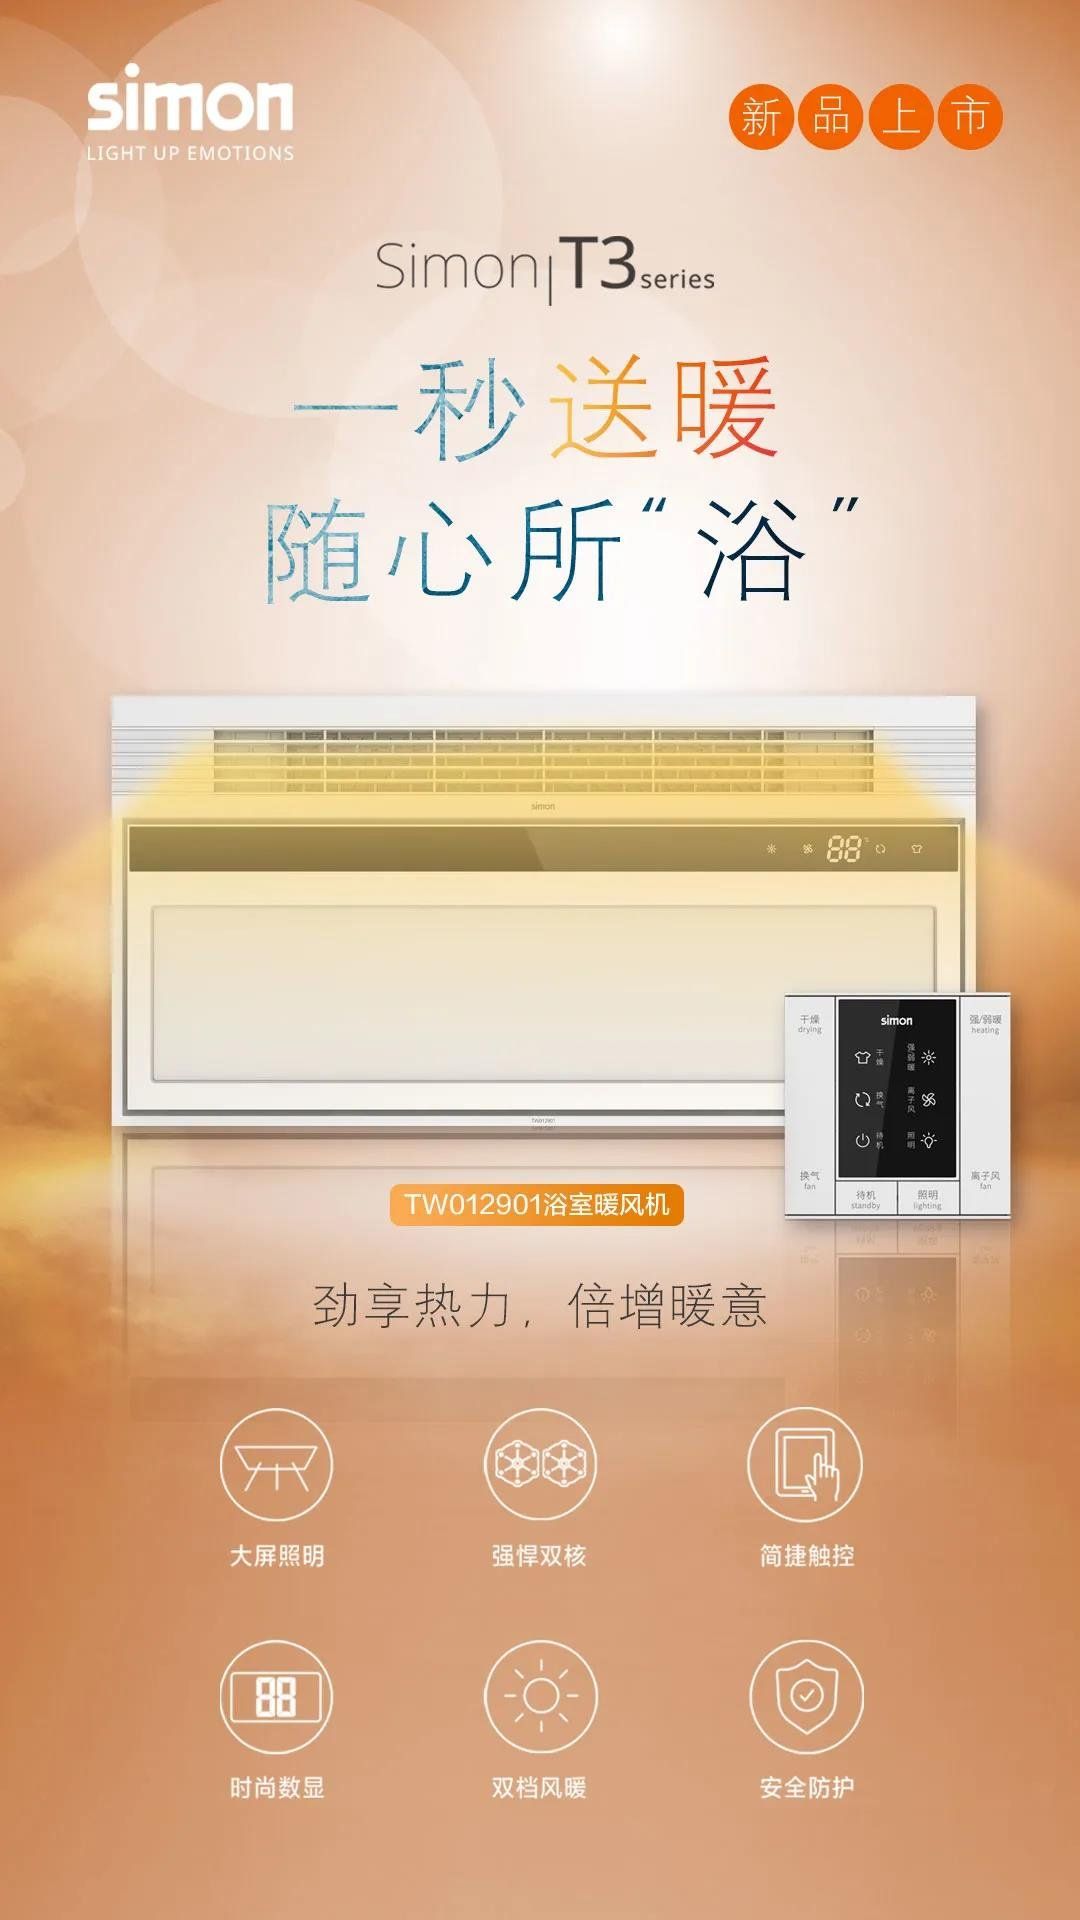 simon
LIGHT UP EMOTIONS
新品上市
Simon|T3series
一秒送暖
随心所“浴”
simon
88
干燥
drying
强/弱暖
heating
simon
干燥
强弱暖
换气
离子风
待机
照明
换气
fan
离子风
fan
待机
standby
照明
lighting
TW012901
TW012901浴室暖风机
劲享热力，倍增暖意
大屏照明
强悍双核
简捷触控
88
时尚数显
双档风暖
安全防护